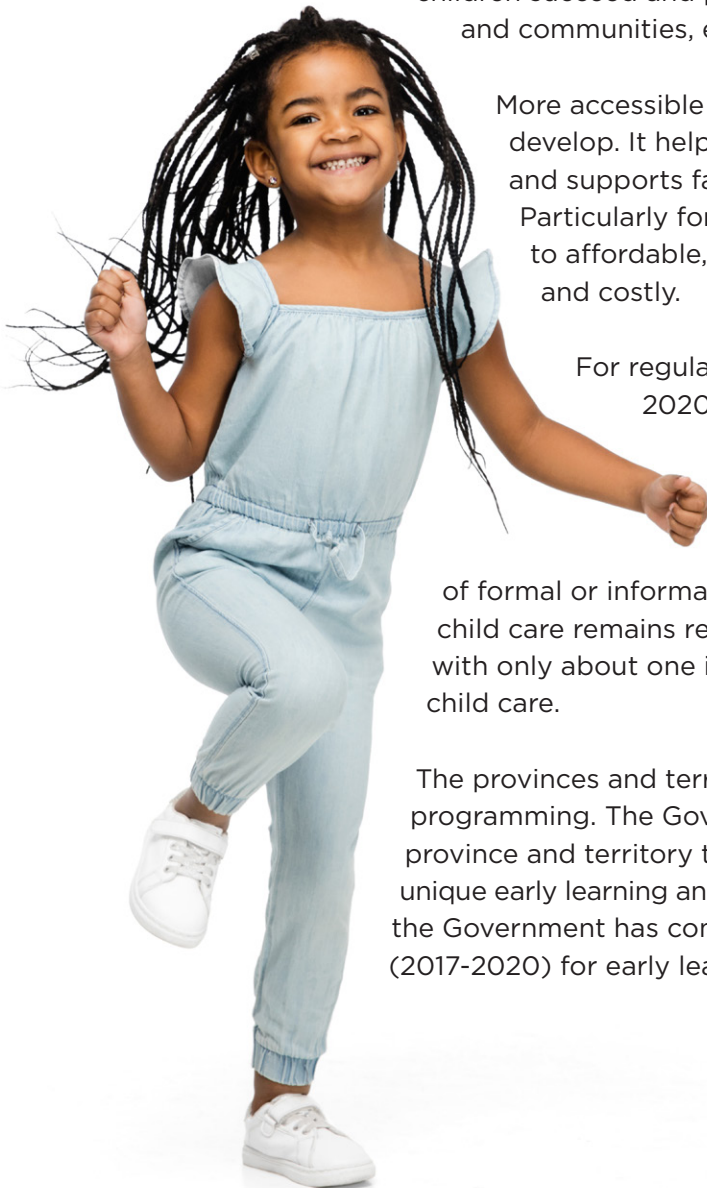 and communities, e
More accessible
develop. It help
and supports fa
Particularly for
to affordable,
and costly.
For regula
2020
of formal or informa
child care remains re
with only about one i
child care.
The provinces and terr
programming. The Gov
province and territory t
unique early learning an
the Government has con
(2017-2020) for early lea